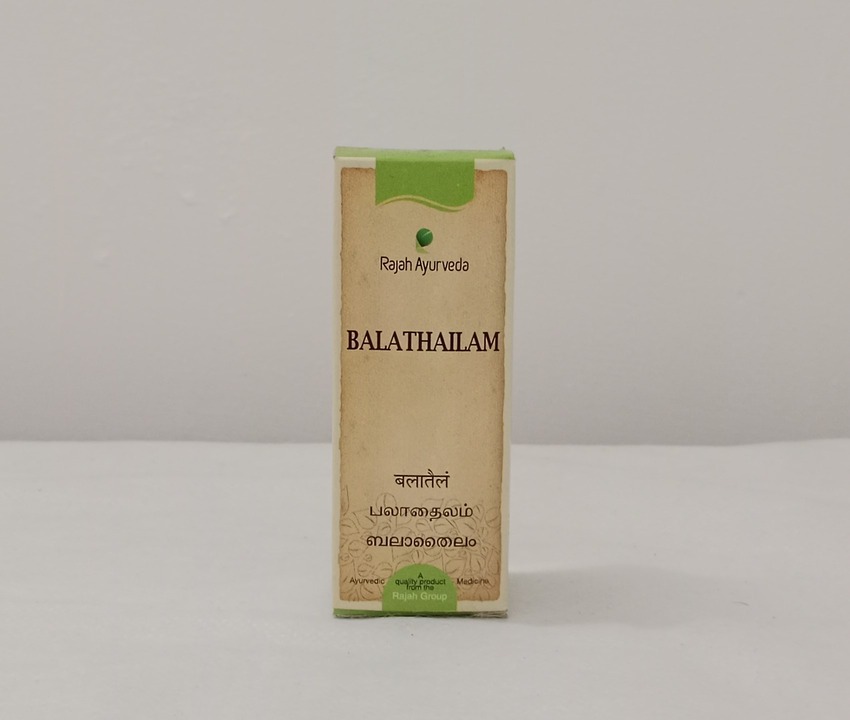 Rajah Ayurveda
BALATHAILAM
बलातैलं
பலாதைலம்
ബലാതൈലം
Ayurvedic Medicine
A
quality product
from the
Rajah Group